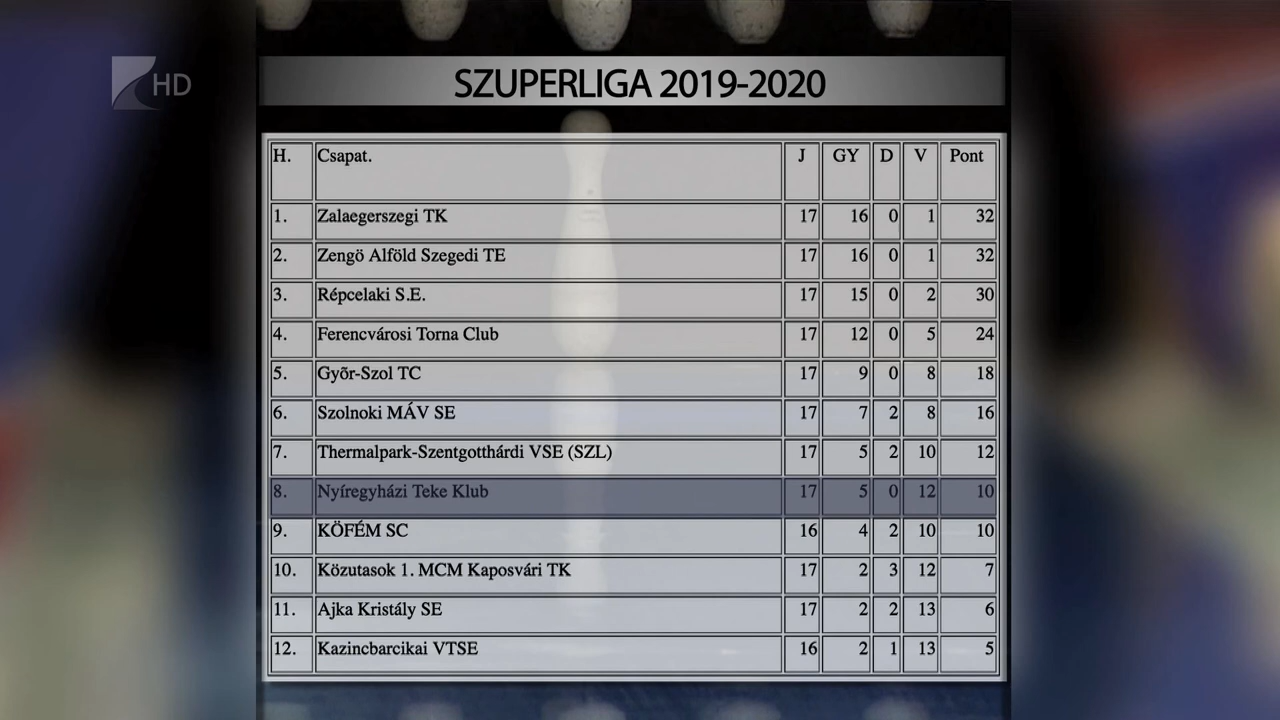 HD
SZUPERLIGA 2019-2020
H. Csapat. J GY D V Pont
1. Zalaegerszegi TK 17 16 0 1 32
2. Zengö Alföld Szegedi TE 17 16 0 1 32
3. Répcelaki S.E. 17 15 0 2 30
4. Ferencvárosi Torna Club 17 12 0 5 24
5. Gyõr-Szol TC 17 9 0 8 18
6. Szolnoki MÁV SE 17 7 2 8 16
7. Thermalpark-Szentgotthárdi VSE (SZL) 17 5 2 10 12
8. Nyíregyházi Teke Klub 17 5 0 12 10
9. KÖFÉM SC 16 4 2 10 10
10. Közutasok 1. MCM Kaposvári TK 17 2 3 12 7
11. Ajka Kristály SE 17 2 2 13 6
12. Kazincbarcikai VTSE 16 2 1 13 5